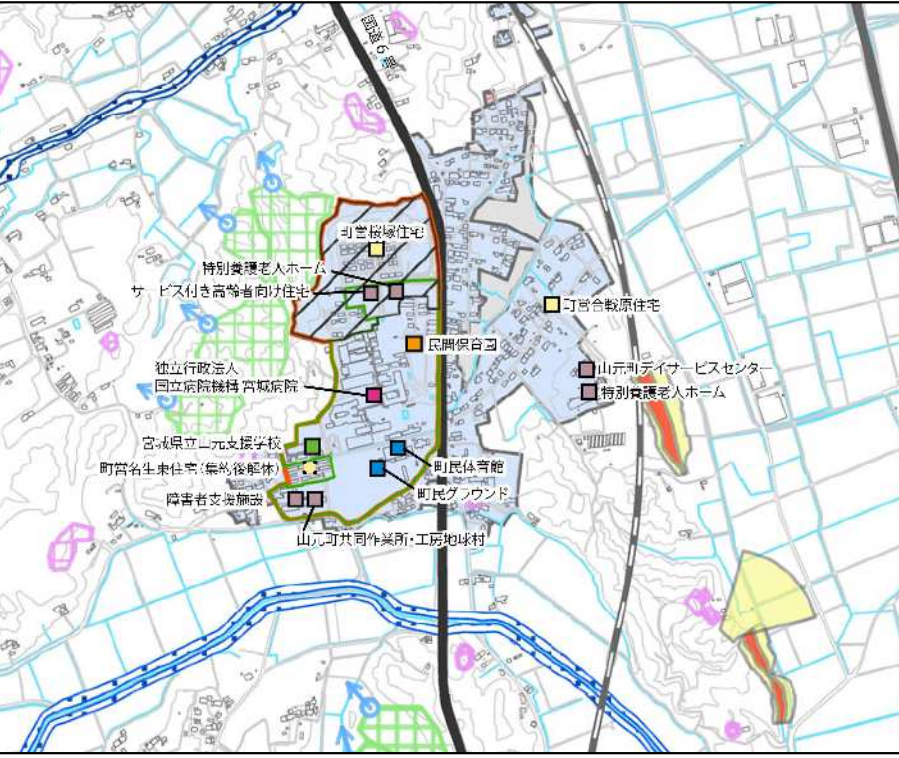 国道6号
町営桜塚住宅
特別養護老人ホーム
サービス付き高齢者向け住宅
町営合戦原住宅
民間保育園
山元町デイサービスセンター
特別養護老人ホーム
独立行政法人
国立病院機構 宮城病院
宮城県立山元支援学校
町民体育館
町営名生東住宅(集約後解体)
町民グラウンド
障害者支援施設
山元町共同作業所・工房地球村